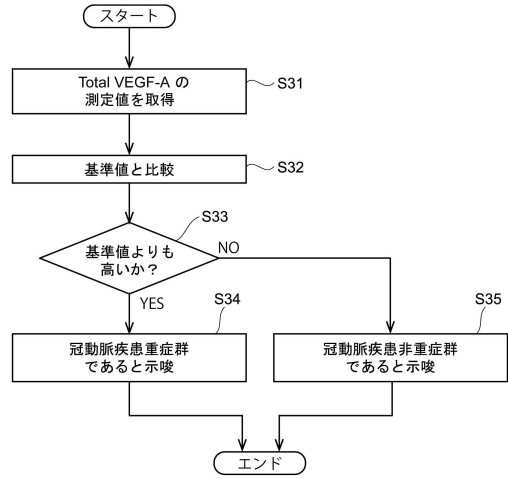 スタート
Total VEGF-A の
測定値を取得
S31
基準値と比較
S32
S33
基準値よりも
高いか？
NO
YES
S34
冠動脈疾患重症群
であると示唆
S35
冠動脈疾患非重症群
であると示唆
エンド